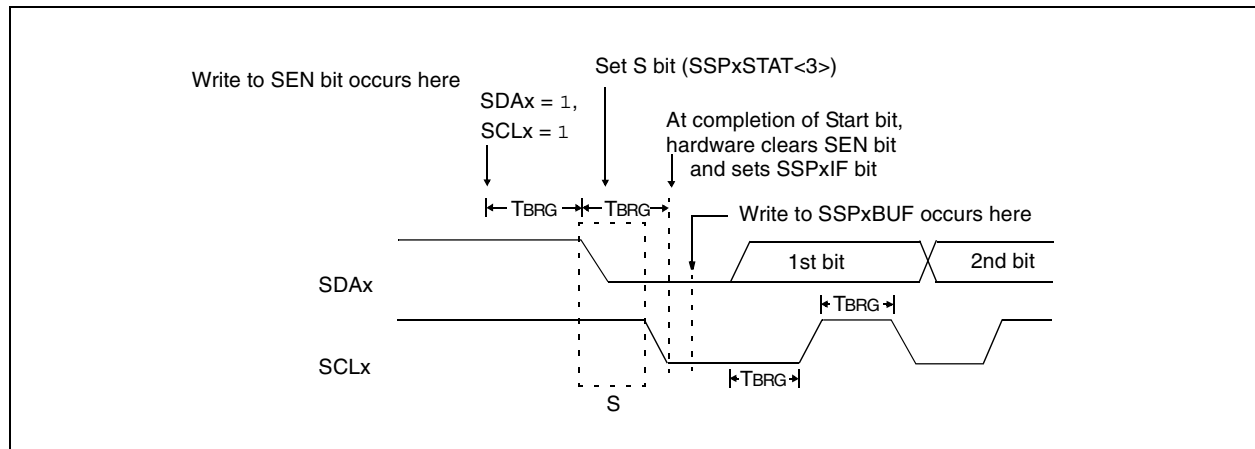 Write to SEN bit occurs here
SDAx = 1,
SCLx = 1
Set S bit (SSPxSTAT<3>)
At completion of Start bit,
hardware clears SEN bit
and sets SSPxIF bit
TBRG
TBRG
Write to SSPxBUF occurs here
SDAx
1st bit
2nd bit
TBRG
SCLx
TBRG
S